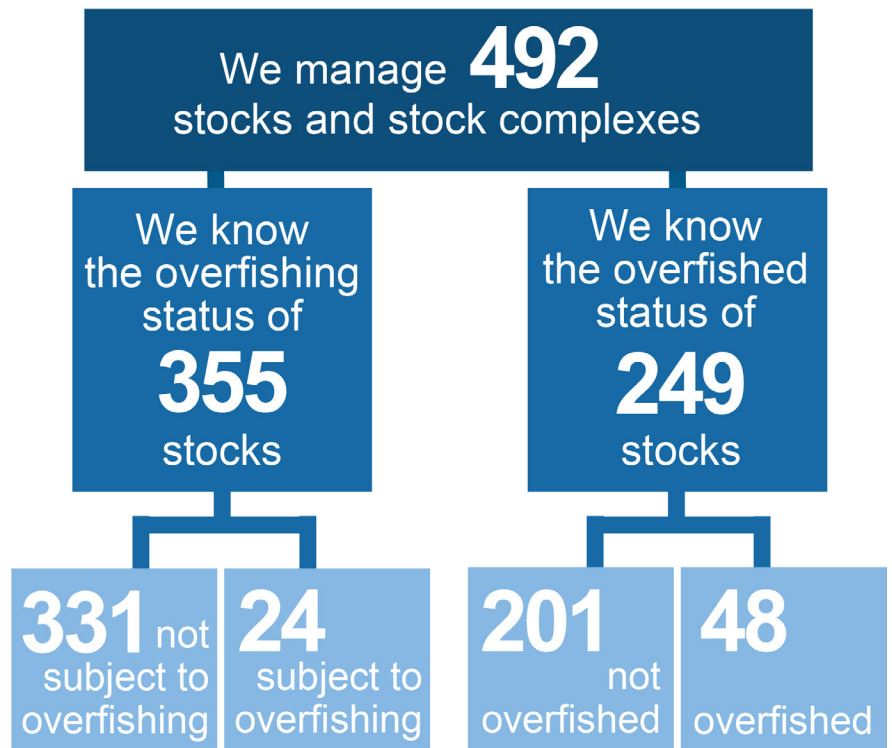 We manage 492
stocks and stock complexes
We know
the overfishing
status of
355
stocks
We know
the overfished
status of
249
stocks
331 not
subject to
overfishing
24
subject to
overfishing
201
not
overfished
48
overfished